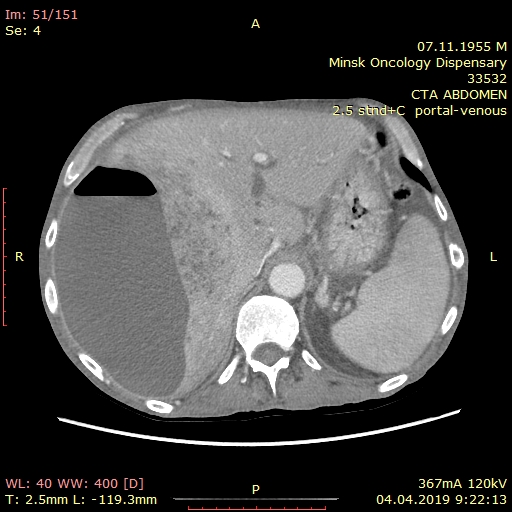 Im: 51/151
Se: 4
A
07.11.1955 M
Minsk Oncology Dispensary
33532
CTA ABDOMEN
2.5 stnd+C portal-venous
R
L
WL: 40 WW: 400 [D]
T: 2.5mm L: -119.3mm
P
367mA 120kV
04.04.2019 9:22:13